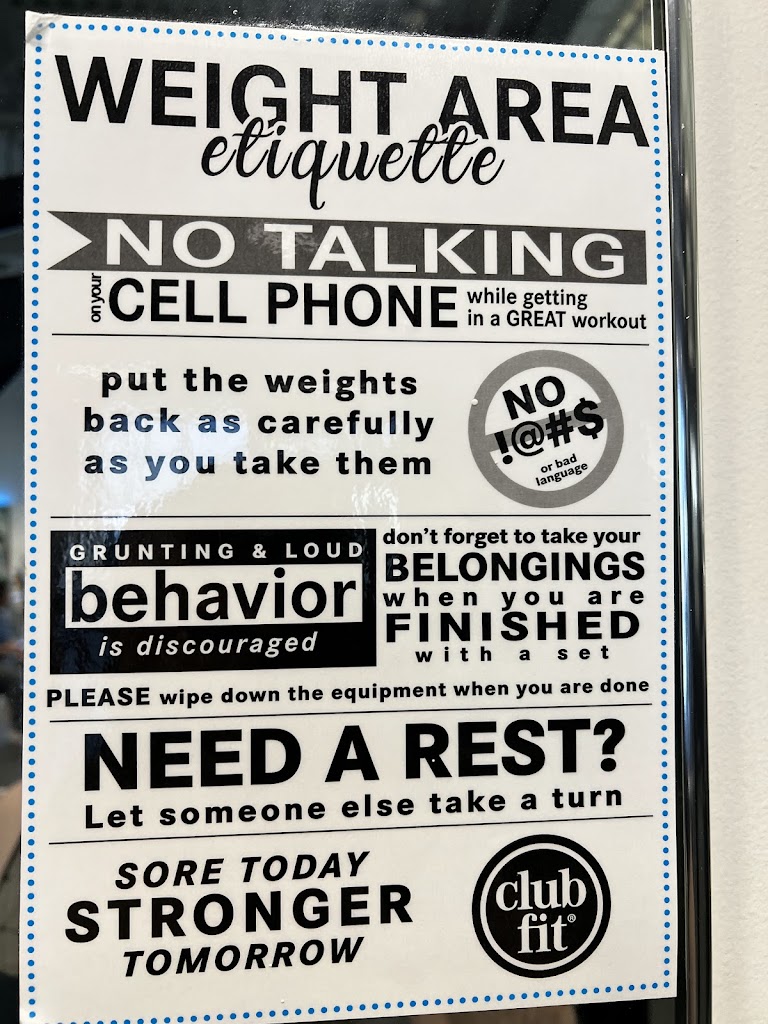 WEIGHT AREA
etiquette
NO TALKING
on your CELL PHONE while getting
in a GREAT workout
put the weights
back as carefully
as you take them
NO
!@#$
or bad
language
GRUNTING & LOUD
behavior
is discouraged
don't forget to take your
BELONGINGS
when you are
FINISHED
with a set
PLEASE wipe down the equipment when you are done
NEED A REST?
Let someone else take a turn
SORE TODAY
STRONGER
TOMORROW
club
fit®